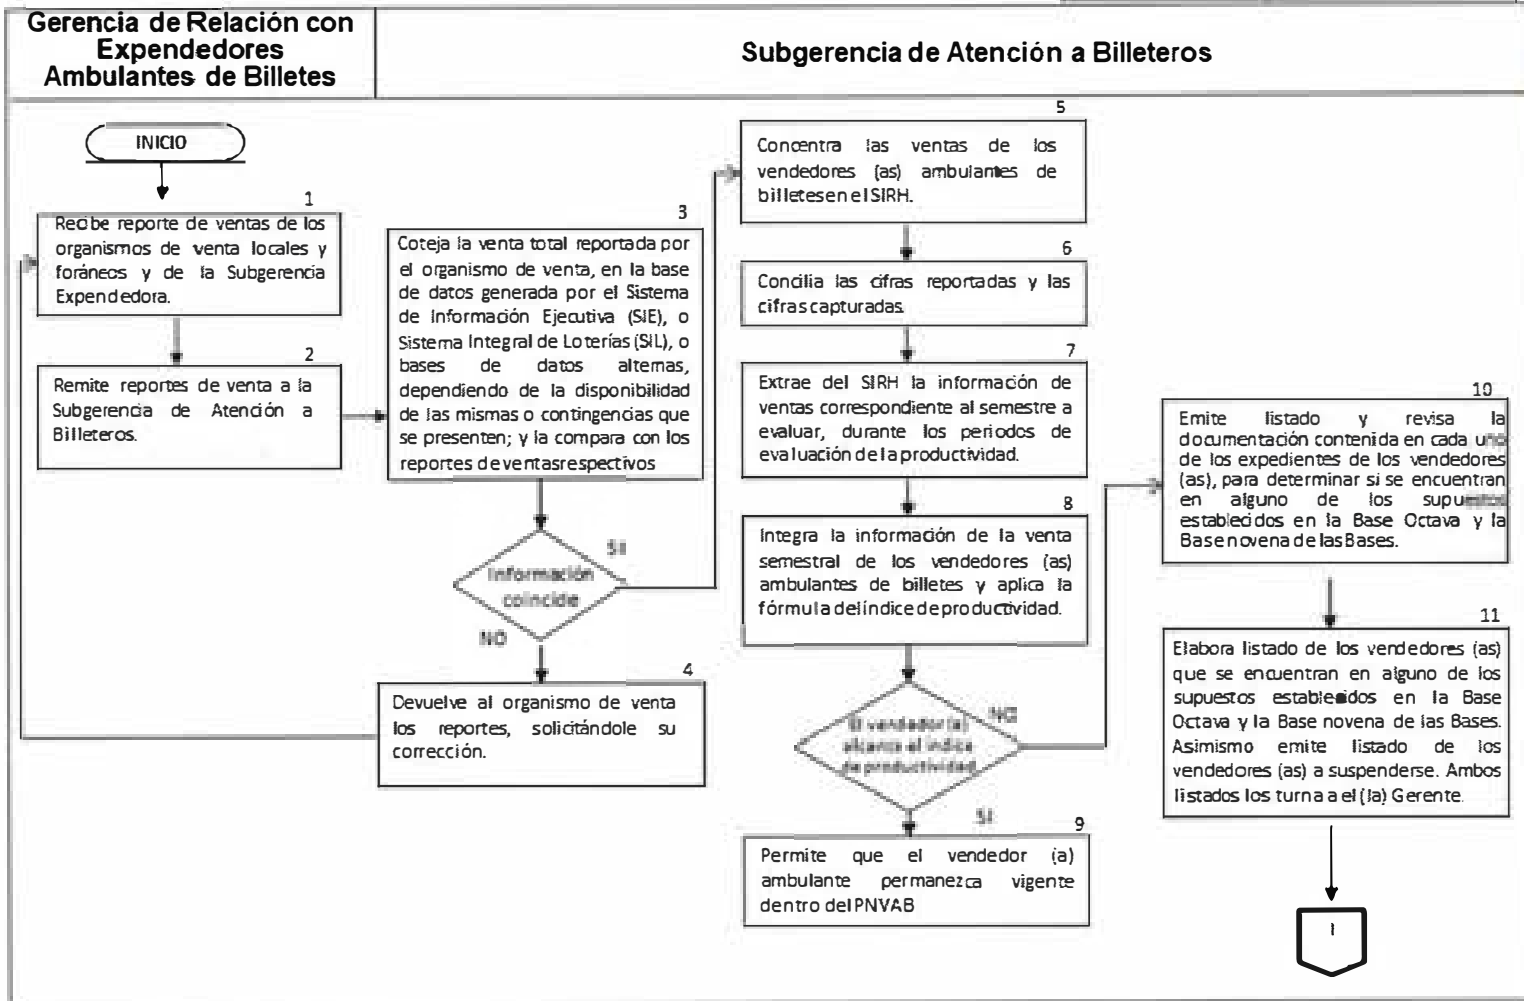 Gerencia de Relación con
Expendedores
Ambulantes de Billetes
Subgerencia de Atención a Billeteros
INICIO
1
Recibe reporte de ventas de los
organismos de venta locales y
foráneos y de la Subgerencia
Expendedora.
2
Remite reportes de venta a la
Subgerencia de Atención a
Billeteros.
3
Coteja la venta total reportada por
el organismo de venta, en la base
de datos generada por el Sistema
de Información Ejecutiva (SIE), o
Sistema Integral de Loterías (SIL), o
bases de datos alternas,
dependiendo de la disponibilidad
de las mismas o contingencias que
se presenten; y la compara con los
reportes de ventas respectivos
SI
Información
coincide
NO
4
Devuelve al organismo de venta
los reportes, solicitándole su
corrección.
5
Concentra las ventas de los
vendedores (as) ambulantes de
billetes en el SIRH.
6
Concilia las cifras reportadas y las
cifras capturadas.
7
Extrae del SIRH la información de
ventas correspondiente al semestre a
evaluar, durante los periodos de
evaluación de la productividad.
8
Integra la información de la venta
semestral de los vendedores (as)
ambulantes de billetes y aplica la
fórmula del índice de productividad.
NO
El vendedor (a)
alcanza el índice
de productividad
SI
9
Permite que el vendedor (a)
ambulante permanezca vigente
dentro del PNVAB
10
Emite listado y revisa la
documentación contenida en cada uno
de los expedientes de los vendedores
(as), para determinar si se encuentran
en alguno de los supuestos
establecidos en la Base Octava y la
Base novena de las Bases.
11
Elabora listado de los vendedores (as)
que se encuentran en alguno de los
supuestos establecidos en la Base
Octava y la Base novena de las Bases.
Asimismo emite listado de los
vendedores (as) a suspenderse. Ambos
listados los turna a el (la) Gerente.
1